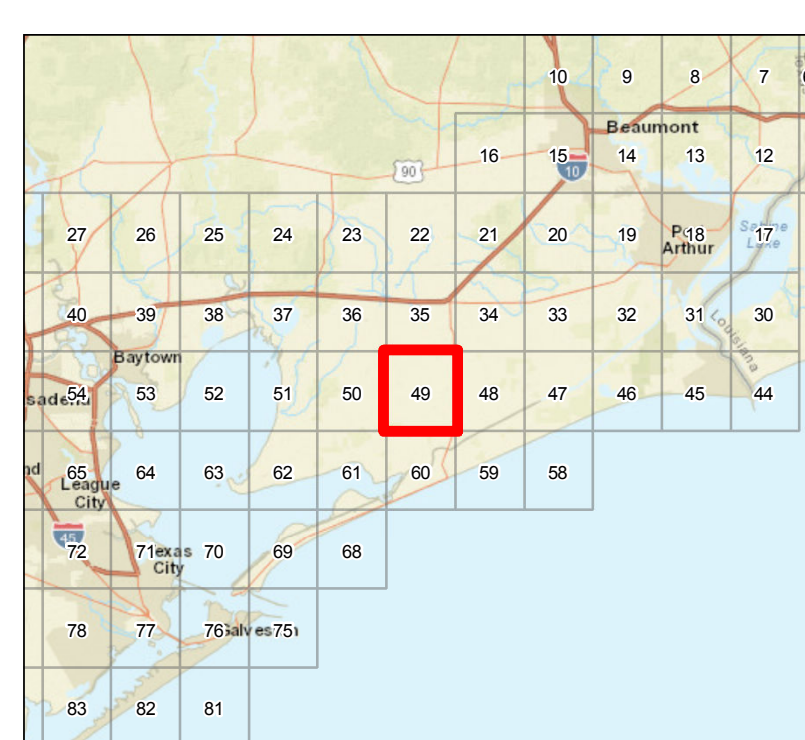 10 9 8 7
Beaumont
16 15 14 13 12
90
10
27 26 25 24 23 22 21 20 19 18 17
Arthur
Sabine
Lake
40 39 38 37 36 35 34 33 32 31 30
Louisiana
Baytown
54 53 52 51 50 49 48 47 46 45 44
65 64 63 62 61 60 59 58
League
City
45
72 71 exas 70 69 68
City
78 77 76 Galves 75
83 82 81